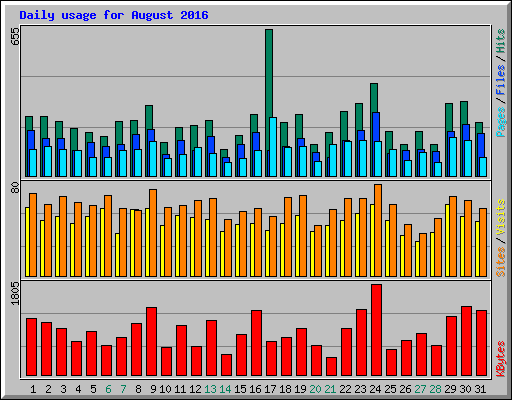 Daily usage for August 2016
655
Pages / Files / Hits
80
Sites / Visits
1805
KBytes
1 2 3 4 5 6 7 8 9 10 11 12 13 14 15 16 17 18 19 20 21 22 23 24 25 26 27 28 29 30 31